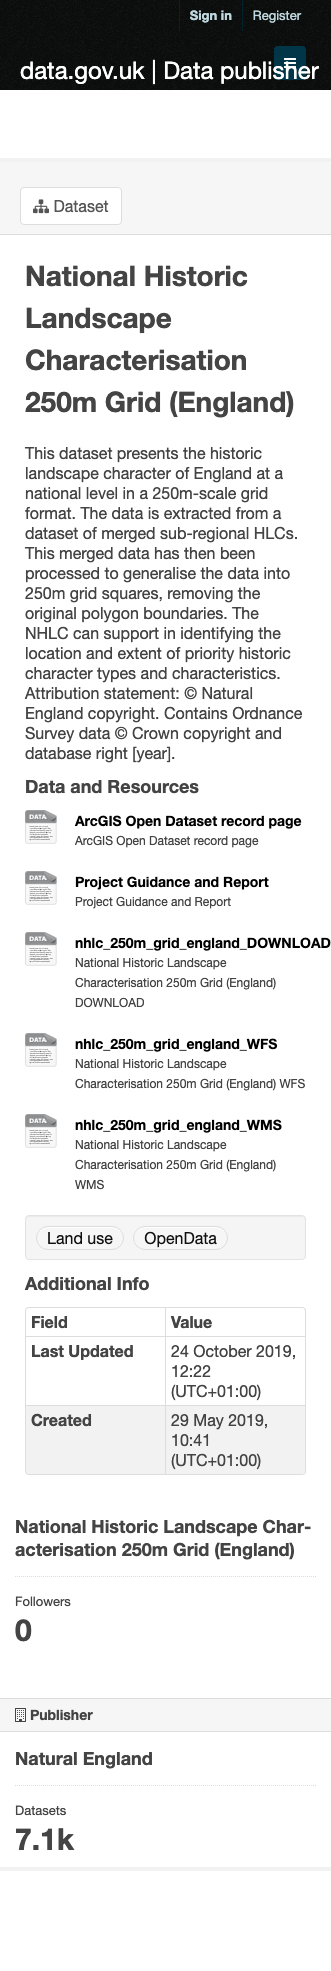 Sign in Register
data.gov.uk | Data publisher
Dataset
National Historic
Landscape
Characterisation
250m Grid (England)
This dataset presents the historic
landscape character of England at a
national level in a 250m-scale grid
format. The data is extracted from a
dataset of merged sub-regional HLCs.
This merged data has then been
processed to generalise the data into
250m grid squares, removing the
original polygon boundaries. The
NHLC can support in identifying the
location and extent of priority historic
character types and characteristics.
Attribution statement: © Natural
England copyright. Contains Ordnance
Survey data © Crown copyright and
database right [year].
Data and Resources
DATA
ArcGIS Open Dataset record page
ArcGIS Open Dataset record page
DATA
Project Guidance and Report
Project Guidance and Report
DATA
nhlc_250m_grid_england_DOWNLOAD
National Historic Landscape
Characterisation 250m Grid (England)
DOWNLOAD
DATA
nhlc_250m_grid_england_WFS
National Historic Landscape
Characterisation 250m Grid (England) WFS
DATA
nhlc_250m_grid_england_WMS
National Historic Landscape
Characterisation 250m Grid (England)
WMS
Land use OpenData
Additional Info
Field Value
Last Updated 24 October 2019,
12:22
(UTC+01:00)
Created 29 May 2019,
10:41
(UTC+01:00)
National Historic Landscape Char-
acterisation 250m Grid (England)
Followers
0
Publisher
Natural England
Datasets
7.1k